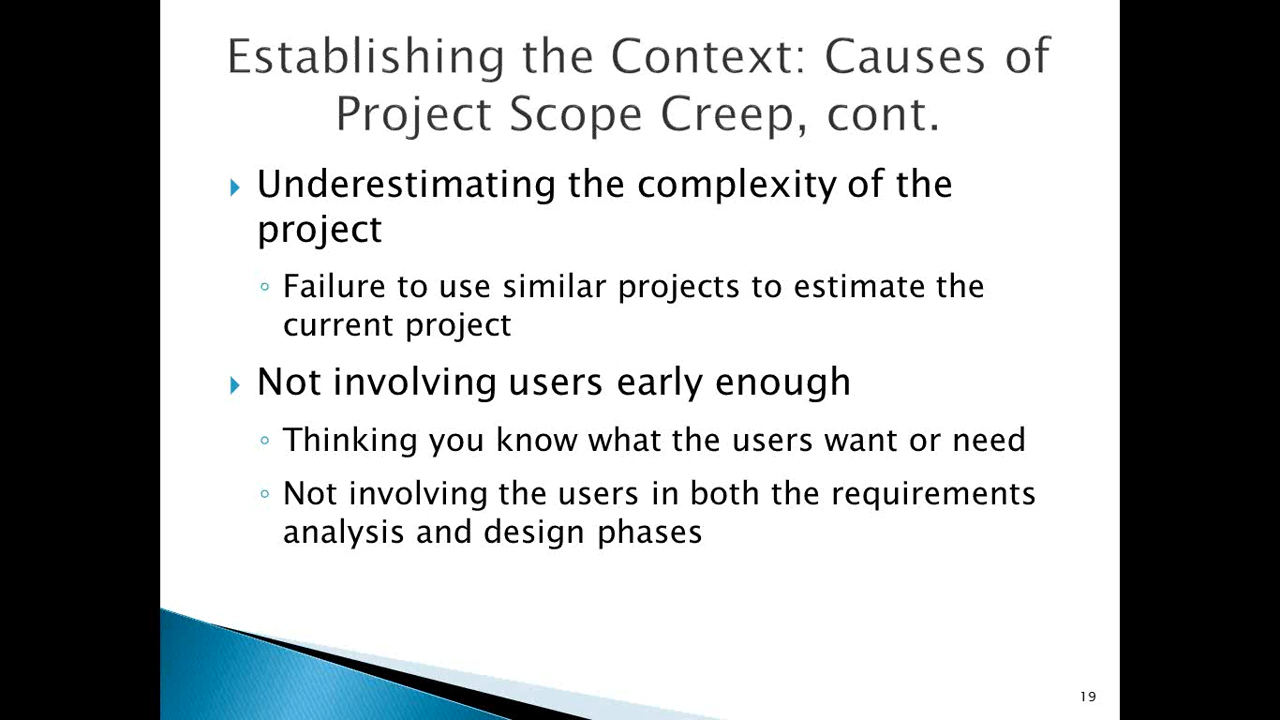 Establishing the Context: Causes of
Project Scope Creep, cont.
Underestimating the complexity of the
project
Failure to use similar projects to estimate the
current project
Not involving users early enough
Thinking you know what the users want or need
Not involving the users in both the requirements
analysis and design phases
19